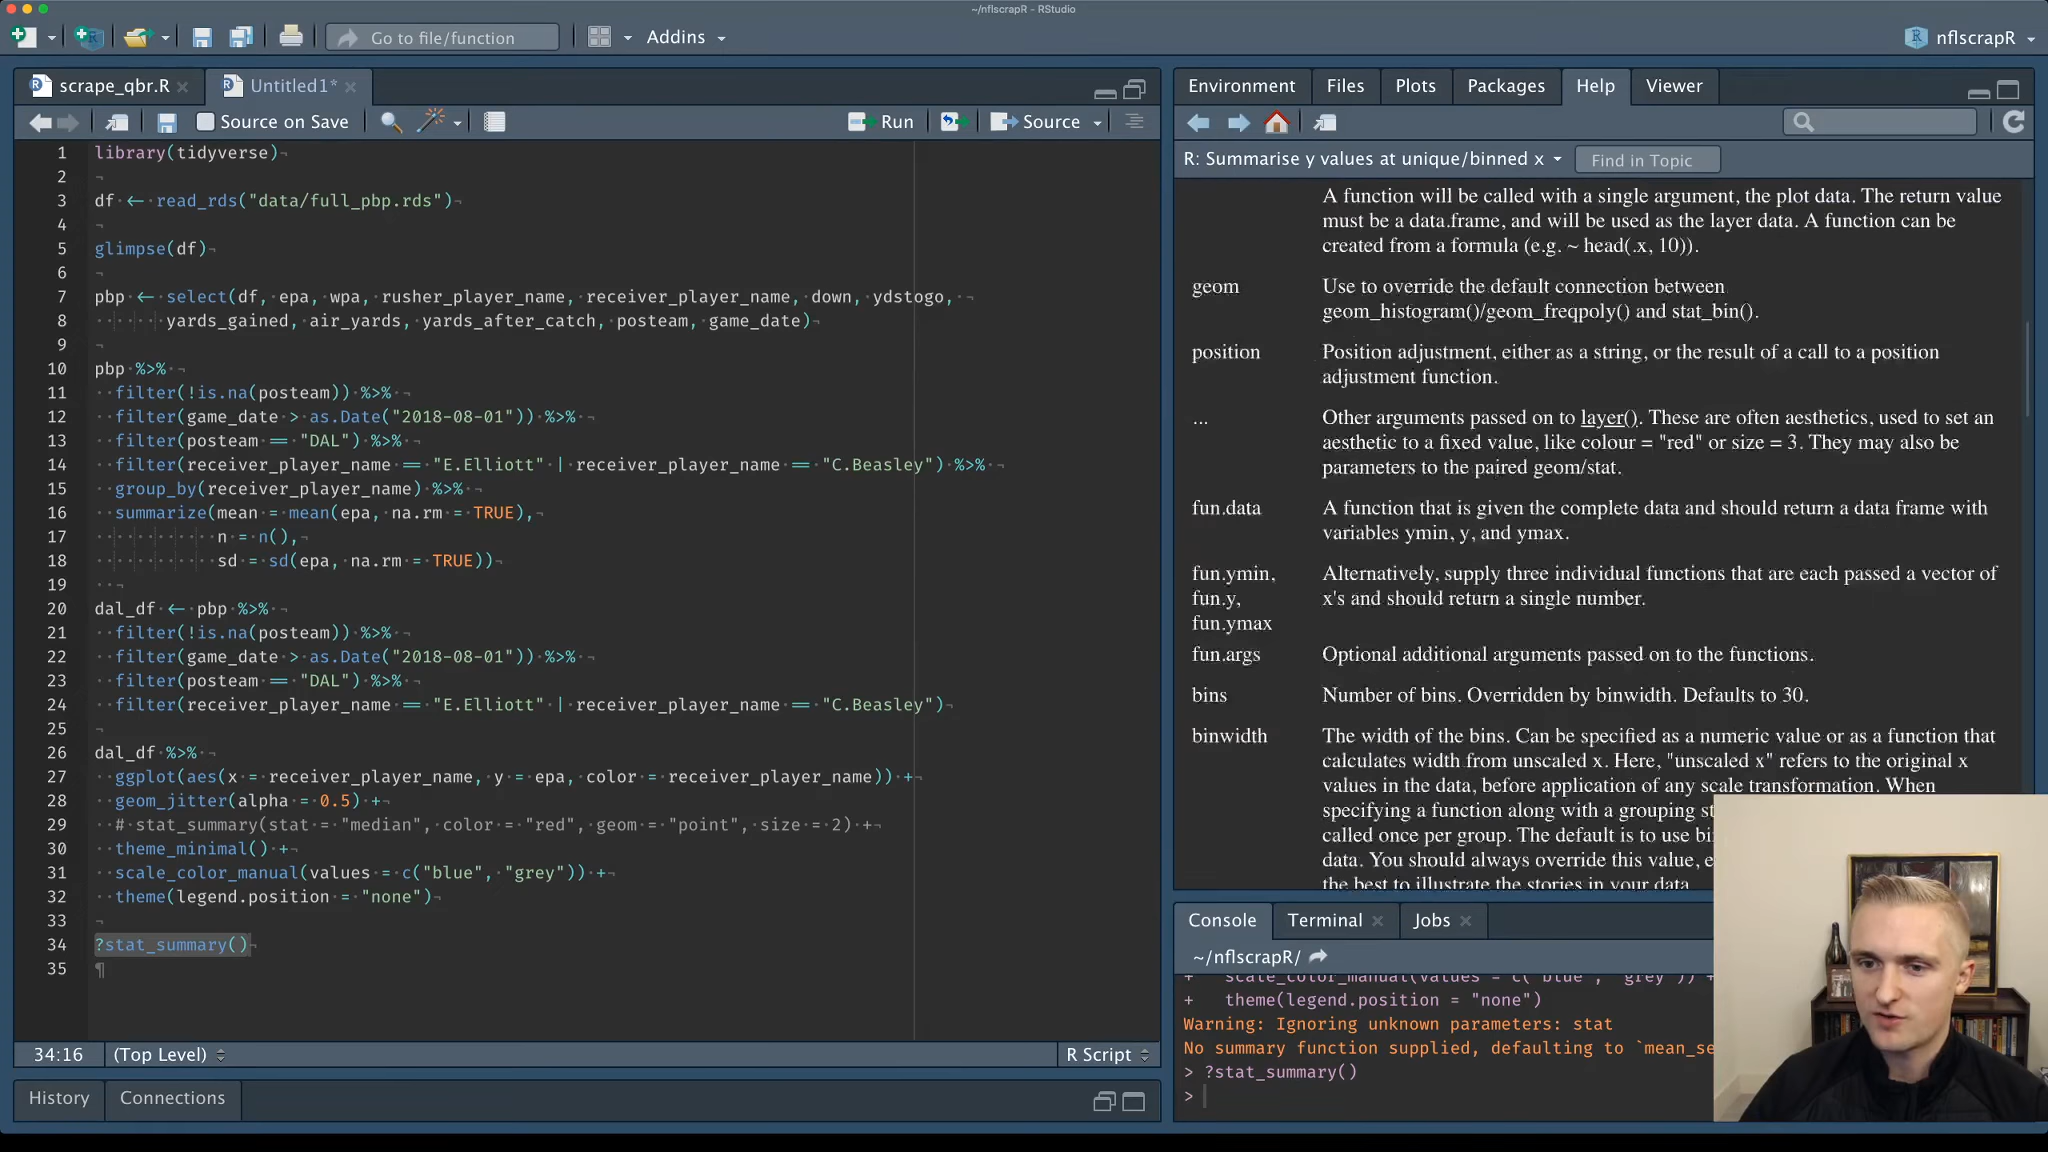 ~/nflscrapR - RStudio
Go to file/function
Addins
nflscrapR
scrape_qbr.R
Untitled1*
Source on Save
Run
Source
1 library(tidyverse)
2
3 df <- read_rds("data/full_pbp.rds")
4
5 glimpse(df)
6
7 pbp <- select(df, epa, wpa, rusher_player_name, receiver_player_name, down, ydstogo,
8 yards_gained, air_yards, yards_after_catch, posteam, game_date)
9
10 pbp %>%
11 filter(!is.na(posteam)) %>%
12 filter(game_date > as.Date("2018-08-01")) %>%
13 filter(posteam == "DAL") %>%
14 filter(receiver_player_name == "E.Elliott" | receiver_player_name == "C.Beasley") %>%
15 group_by(receiver_player_name) %>%
16 summarize(mean = mean(epa, na.rm = TRUE),
17 n = n(),
18 sd = sd(epa, na.rm = TRUE))
19
20 dal_df <- pbp %>%
21 filter(!is.na(posteam)) %>%
22 filter(game_date > as.Date("2018-08-01")) %>%
23 filter(posteam == "DAL") %>%
24 filter(receiver_player_name == "E.Elliott" | receiver_player_name == "C.Beasley")
25
26 dal_df %>%
27 ggplot(aes(x = receiver_player_name, y = epa, color = receiver_player_name)) +
28 geom_jitter(alpha = 0.5) +
29 # stat_summary(stat = "median", color = "red", geom = "point", size = 2) +
30 theme_minimal() +
31 scale_color_manual(values = c("blue", "grey")) +
32 theme(legend.position = "none")
33
34 ?stat_summary()
35
34:16
(Top Level)
R Script
History
Connections
Environment
Files
Plots
Packages
Help
Viewer
R: Summarise y values at unique/binned x
Find in Topic
A function will be called with a single argument, the plot data. The return value
must be a data.frame, and will be used as the layer data. A function can be
created from a formula (e.g. ~ head(.x, 10)).
geom Use to override the default connection between
geom_histogram()/geom_freqpoly() and stat_bin().
position Position adjustment, either as a string, or the result of a call to a position
adjustment function.
... Other arguments passed on to layer(). These are often aesthetics, used to set an
aesthetic to a fixed value, like colour = "red" or size = 3. They may also be
parameters to the paired geom/stat.
fun.data A function that is given the complete data and should return a data frame with
variables ymin, y, and ymax.
fun.ymin, Alternatively, supply three individual functions that are each passed a vector of
fun.y, x's and should return a single number.
fun.ymax
fun.args Optional additional arguments passed on to the functions.
bins Number of bins. Overridden by binwidth. Defaults to 30.
binwidth The width of the bins. Can be specified as a numeric value or as a function that
calculates width from unscaled x. Here, "unscaled x" refers to the original x
values in the data, before application of any scale transformation. When
specifying a function along with a grouping
called once per group. The default is to use
data. You should always override this value,
the best to illustrate the stories in your data.
Console
Terminal
Jobs
~/nflscrapR/
+ scale_color_manual(values = c("blue", "grey")) +
+ theme(legend.position = "none")
Warning: Ignoring unknown parameters: stat
No summary function supplied, defaulting to
> ?stat_summary()
>